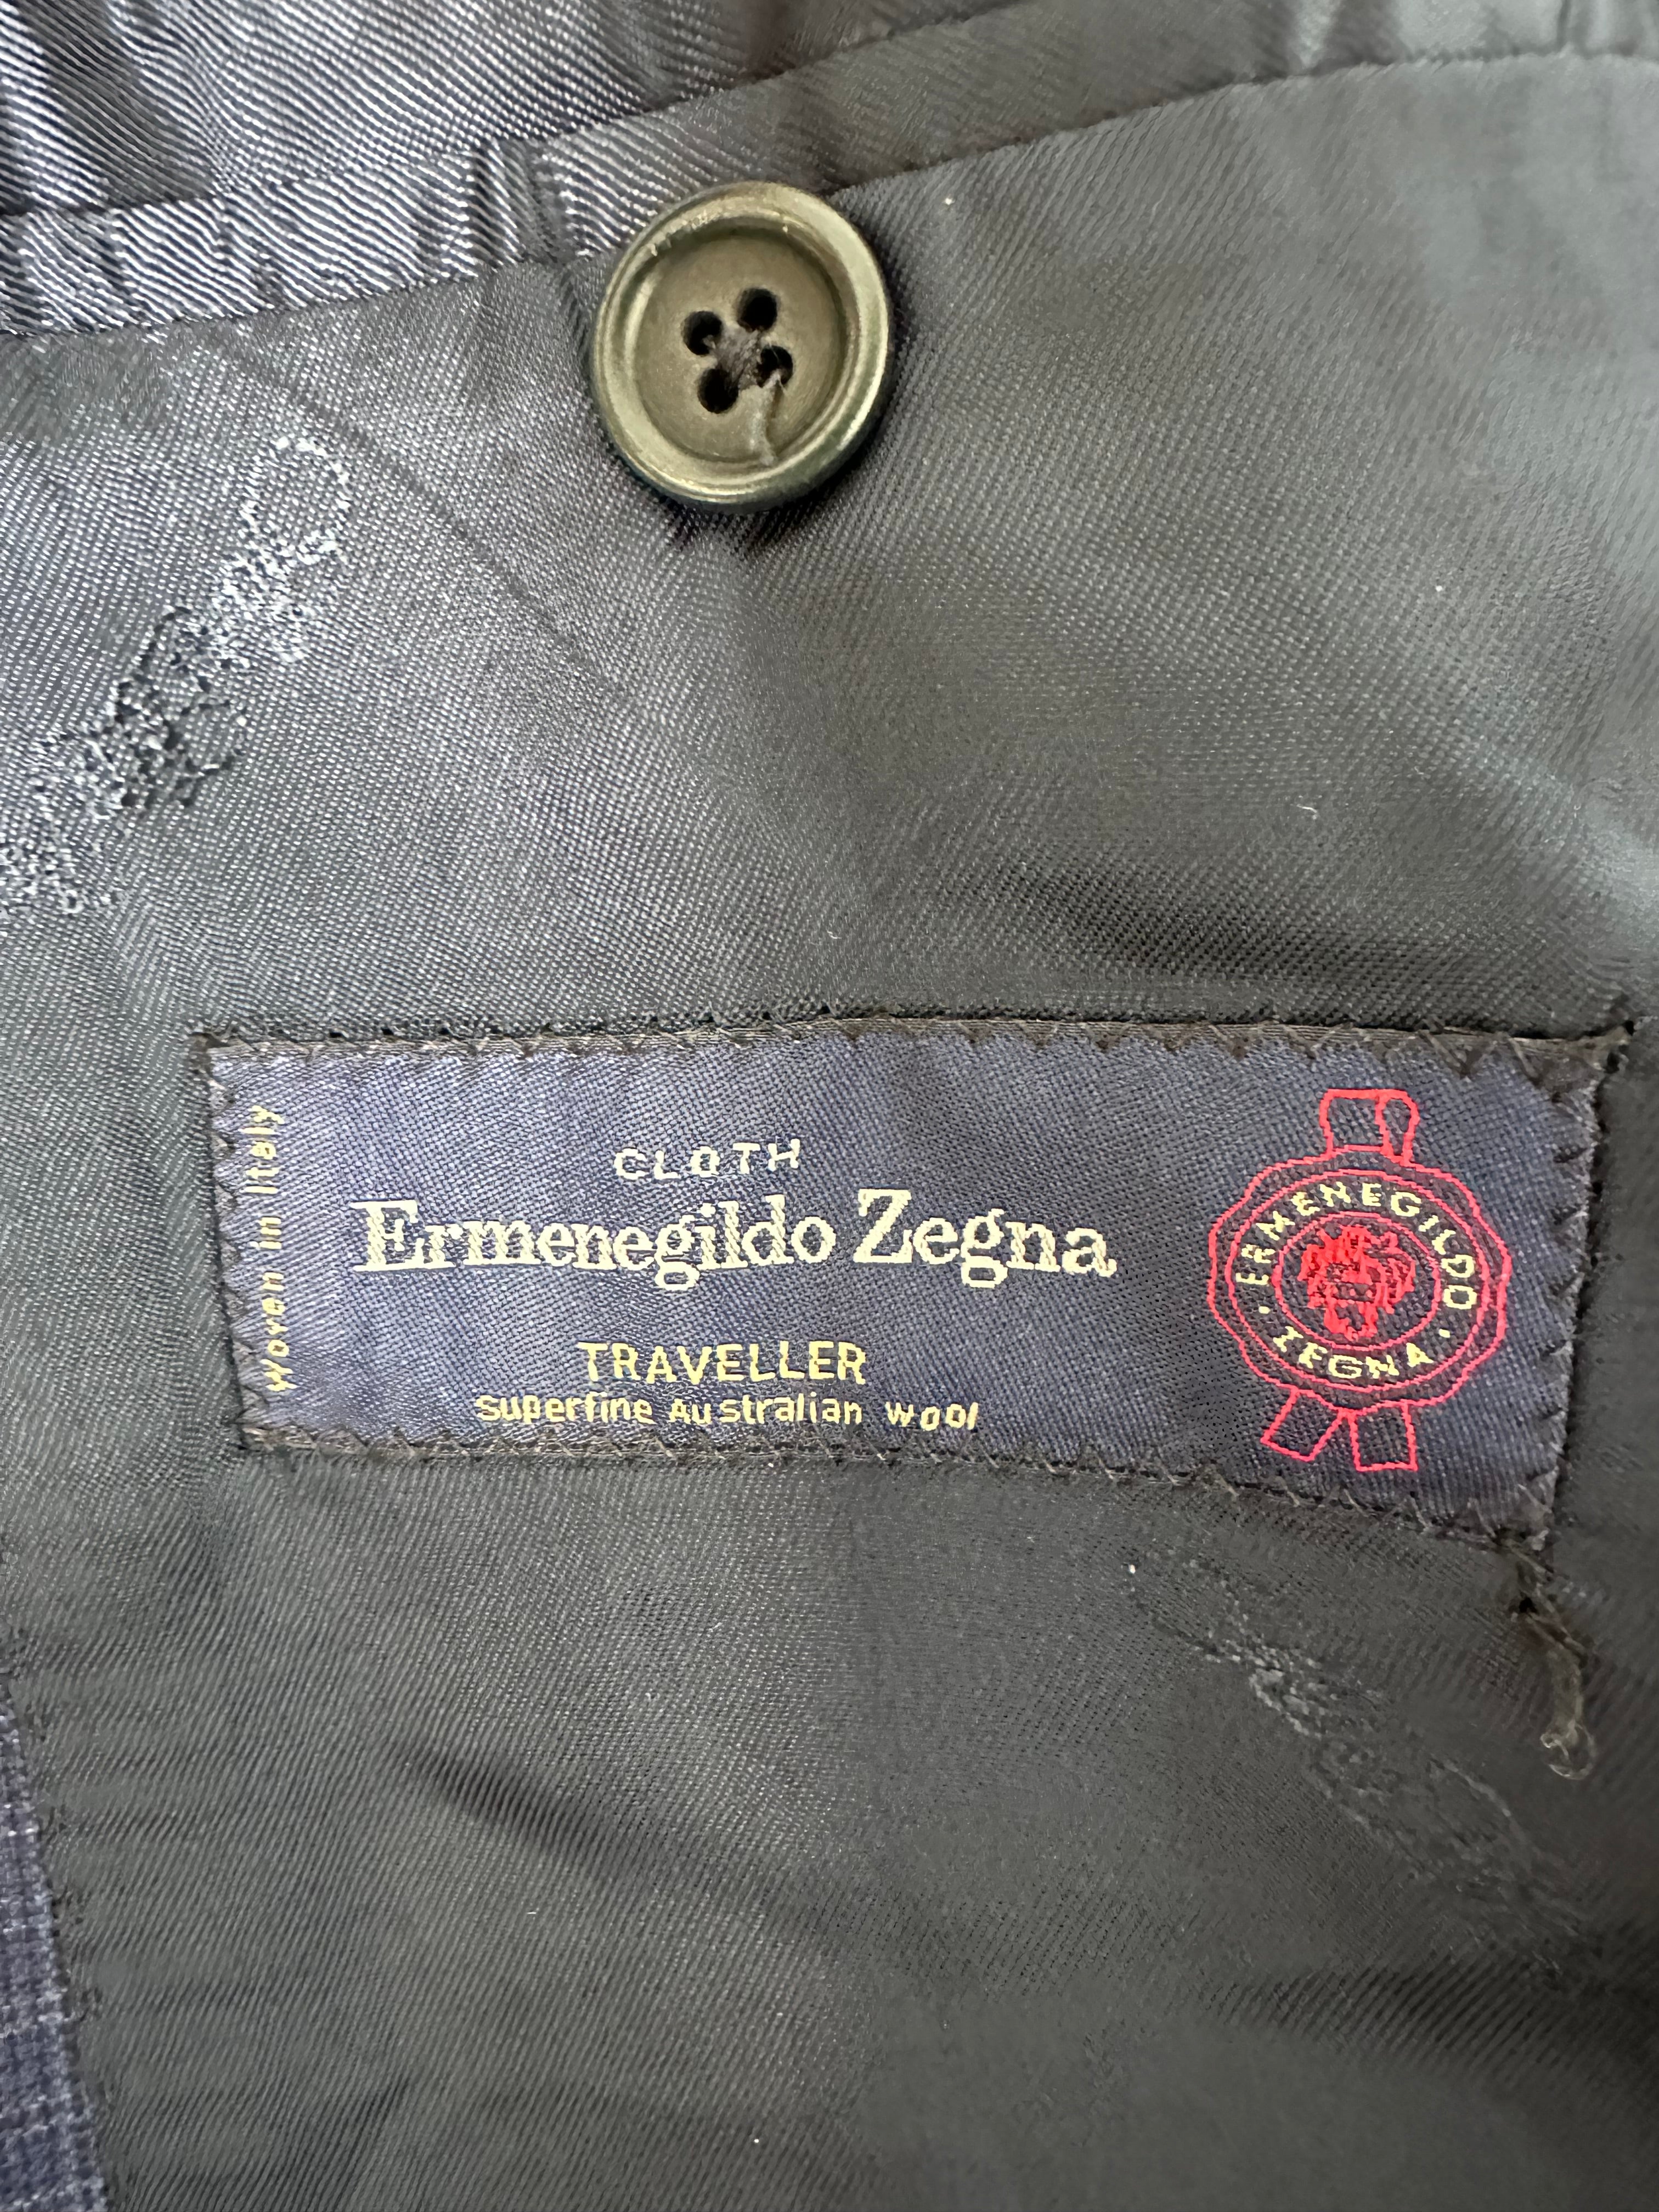 Woven in Italy
CLOTH
Ermenegildo Zegna
TRAVELLER
superfine Australian wool
· ERMENEGILDO ·
ZEGNA